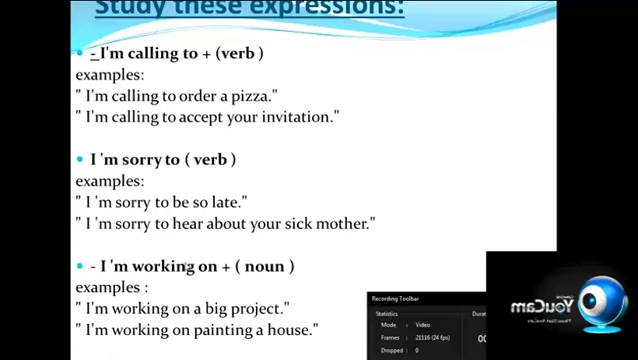 Study these expressions:
- I'm calling to + (verb )
examples:
" I'm calling to order a pizza."
" I'm calling to accept your invitation."
I 'm sorry to ( verb )
examples:
" I 'm sorry to be so late."
" I 'm sorry to hear about your sick mother."
- I 'm working on + ( noun )
examples :
" I'm working on a big project."
" I'm working on painting a house."
Recording Toolbar
Statistics
Mode : Video
Frames : 21116 (24 fps)
Dropped : 0
Durat
00
YouCam